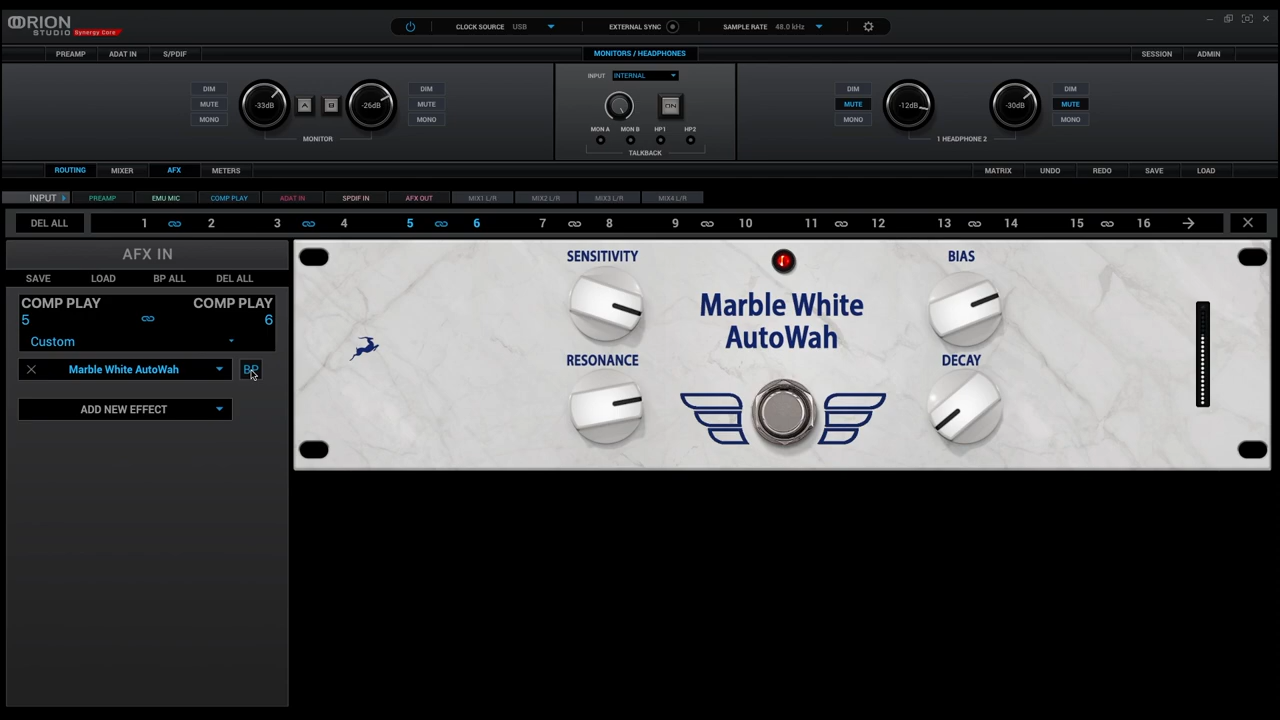 ORION
STUDIO Synergy Core
CLOCK SOURCE USB EXTERNAL SYNC SAMPLE RATE 48.0 kHz
PREAMP ADAT IN S/PDIF MONITORS / HEADPHONES SESSION ADMIN
INPUT INTERNAL
DIM DIM DIM DIM
MUTE -33dB A B -26dB MUTE ON MUTE -12dB -30dB MUTE
MONO MONO MONO MONO
MON A MON B HP1 HP2
MONITOR 1 HEADPHONE 2
TALKBACK
ROUTING MIXER AFX METERS MATRIX UNDO REDO SAVE LOAD
INPUT PREAMP EMU MIC COMP PLAY ADAT IN SPDIF IN AFX OUT MIX1 L/R MIX2 L/R MIX3 L/R MIX4 L/R
DEL ALL 1 2 3 4 5 6 7 8 9 10 11 12 13 14 15 16
AFX IN
SAVE LOAD BP ALL DEL ALL
COMP PLAY COMP PLAY
5 6
Custom
Marble White AutoWah BP
ADD NEW EFFECT
SENSITIVITY BIAS
Marble White
AutoWah
RESONANCE DECAY